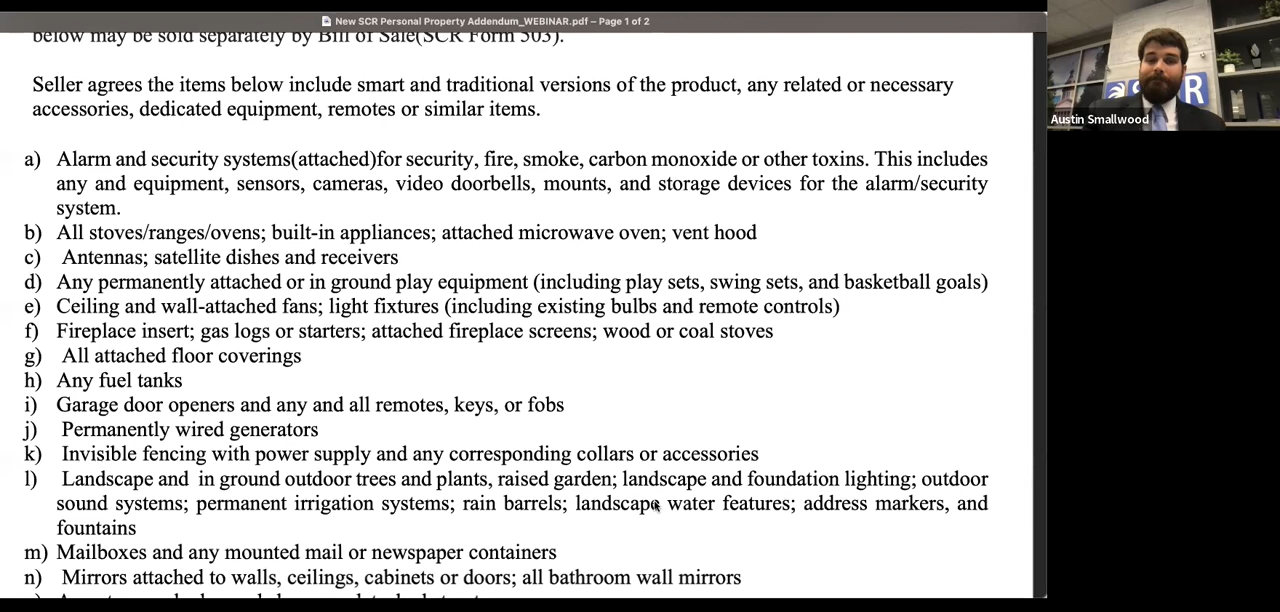 New SCR Personal Property Addendum_WEBINAR.pdf – Page 1 of 2
below may be sold separately by Bill of Sale(SCR Form 503).
Seller agrees the items below include smart and traditional versions of the product, any related or necessary
accessories, dedicated equipment, remotes or similar items.
a) Alarm and security systems(attached)for security, fire, smoke, carbon monoxide or other toxins. This includes
any and equipment, sensors, cameras, video doorbells, mounts, and storage devices for the alarm/security
system.
b) All stoves/ranges/ovens; built-in appliances; attached microwave oven; vent hood
c) Antennas; satellite dishes and receivers
d) Any permanently attached or in ground play equipment (including play sets, swing sets, and basketball goals)
e) Ceiling and wall-attached fans; light fixtures (including existing bulbs and remote controls)
f) Fireplace insert; gas logs or starters; attached fireplace screens; wood or coal stoves
g) All attached floor coverings
h) Any fuel tanks
i) Garage door openers and any and all remotes, keys, or fobs
j) Permanently wired generators
k) Invisible fencing with power supply and any corresponding collars or accessories
l) Landscape and in ground outdoor trees and plants, raised garden; landscape and foundation lighting; outdoor
sound systems; permanent irrigation systems; rain barrels; landscape water features; address markers, and
fountains
m) Mailboxes and any mounted mail or newspaper containers
n) Mirrors attached to walls, ceilings, cabinets or doors; all bathroom wall mirrors
R
Austin Smallwood